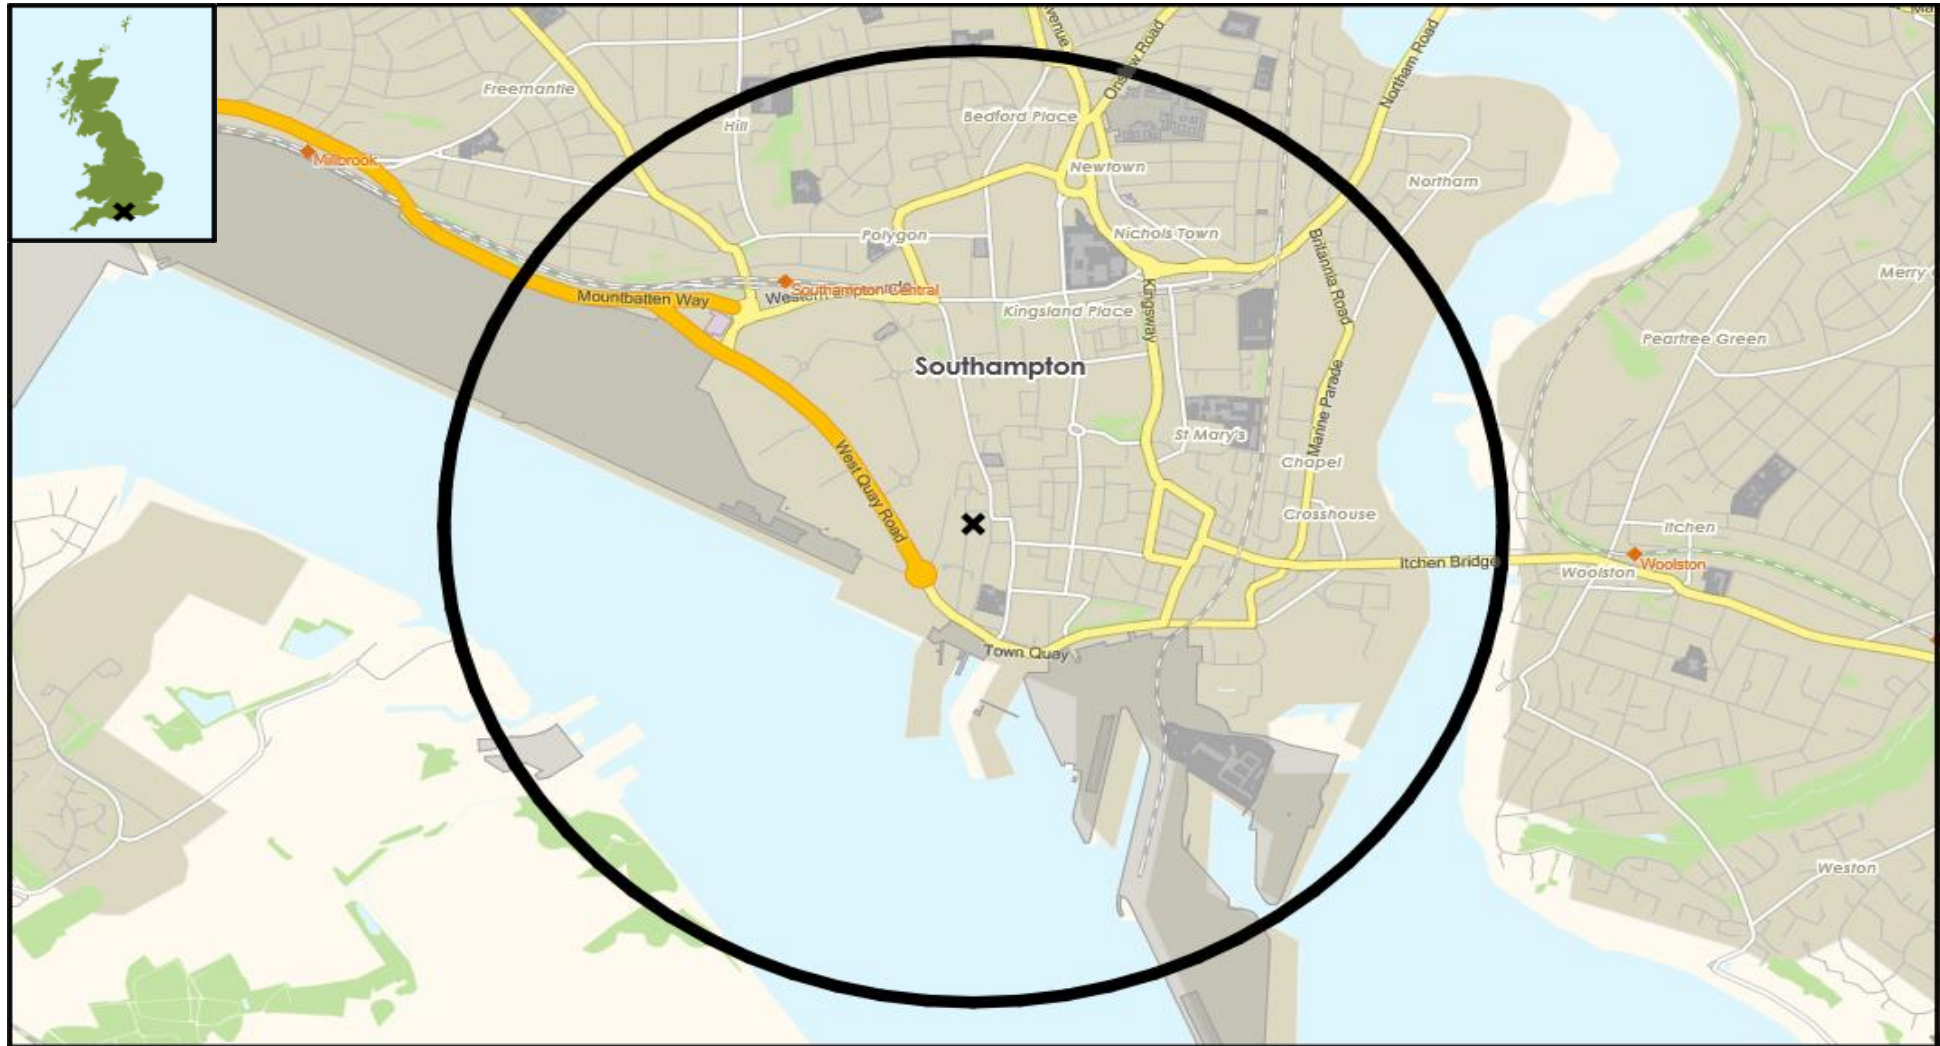 venue
Onslow Road
Northam Road
Freemantle
Bedford Place
Hill
Millbrook
Newtown
Northam
Polygon
Nichols Town
Britannia Road
Merry
Southampton Central
Mountbatten Way
Western
Kingsland Place
Kingsway
Peartree Green
Southampton
Marine Parade
St Mary's
Chapel
West Quay Road
Crosshouse
Itchen
Itchen Bridge
Woolston
Woolston
Town Quay
Weston